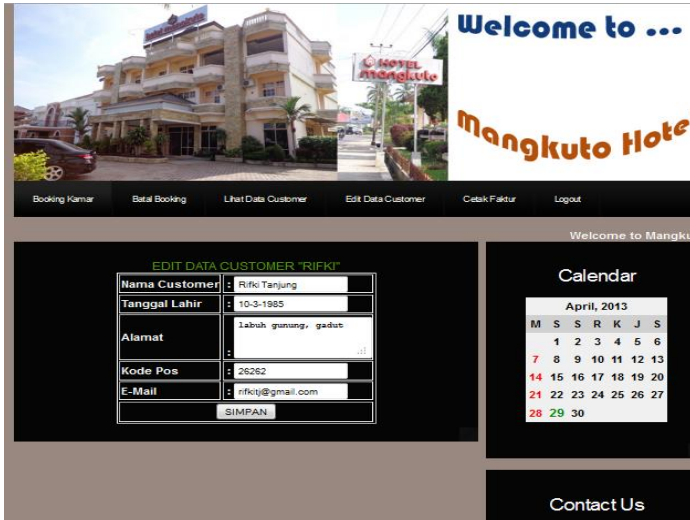 HOTEL
mangkuto
Welcome to ...
Mangkuto Hote
Booking Kamar
Batal Booking
Lihat Data Customer
Edit Data Customer
Cetak Faktur
Logout
Welcome to Mangku
EDIT DATA CUSTOMER "RIFKI"
Nama Customer : Rifki Tanjung
Tanggal Lahir : 10-3-1985
Alamat : labuh gunung, gadut
Kode Pos : 26262
E-Mail : rifkitj@gmail.com
SIMPAN
Calendar
April, 2013
M S S R K J S
1 2 3 4 5 6
7 8 9 10 11 12 13
14 15 16 17 18 19 20
21 22 23 24 25 26 27
28 29 30
Contact Us